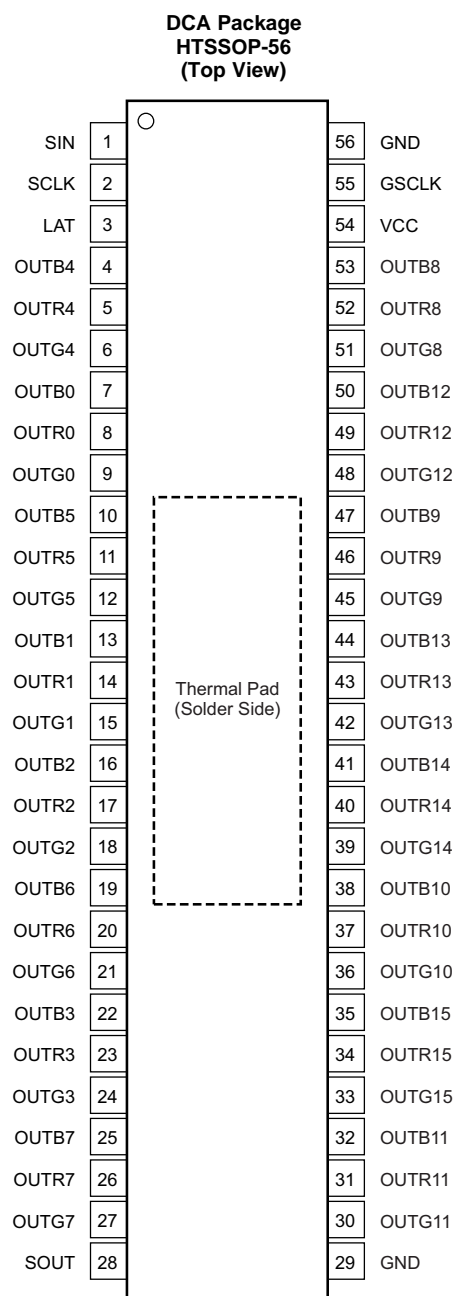 DCA Package
HTSSOP-56
(Top View)
SIN 1 56 GND
SCLK 2 55 GSCLK
LAT 3 54 VCC
OUTB4 4 53 OUTB8
OUTR4 5 52 OUTR8
OUTG4 6 51 OUTG8
OUTB0 7 50 OUTB12
OUTR0 8 49 OUTR12
OUTG0 9 48 OUTG12
OUTB5 10 47 OUTB9
OUTR5 11 46 OUTR9
OUTG5 12 45 OUTG9
OUTB1 13 44 OUTB13
OUTR1 14 43 OUTR13
Thermal Pad
(Solder Side)
OUTG1 15 42 OUTG13
OUTB2 16 41 OUTB14
OUTR2 17 40 OUTR14
OUTG2 18 39 OUTG14
OUTB6 19 38 OUTB10
OUTR6 20 37 OUTR10
OUTG6 21 36 OUTG10
OUTB3 22 35 OUTB15
OUTR3 23 34 OUTR15
OUTG3 24 33 OUTG15
OUTB7 25 32 OUTB11
OUTR7 26 31 OUTR11
OUTG7 27 30 OUTG11
SOUT 28 29 GND